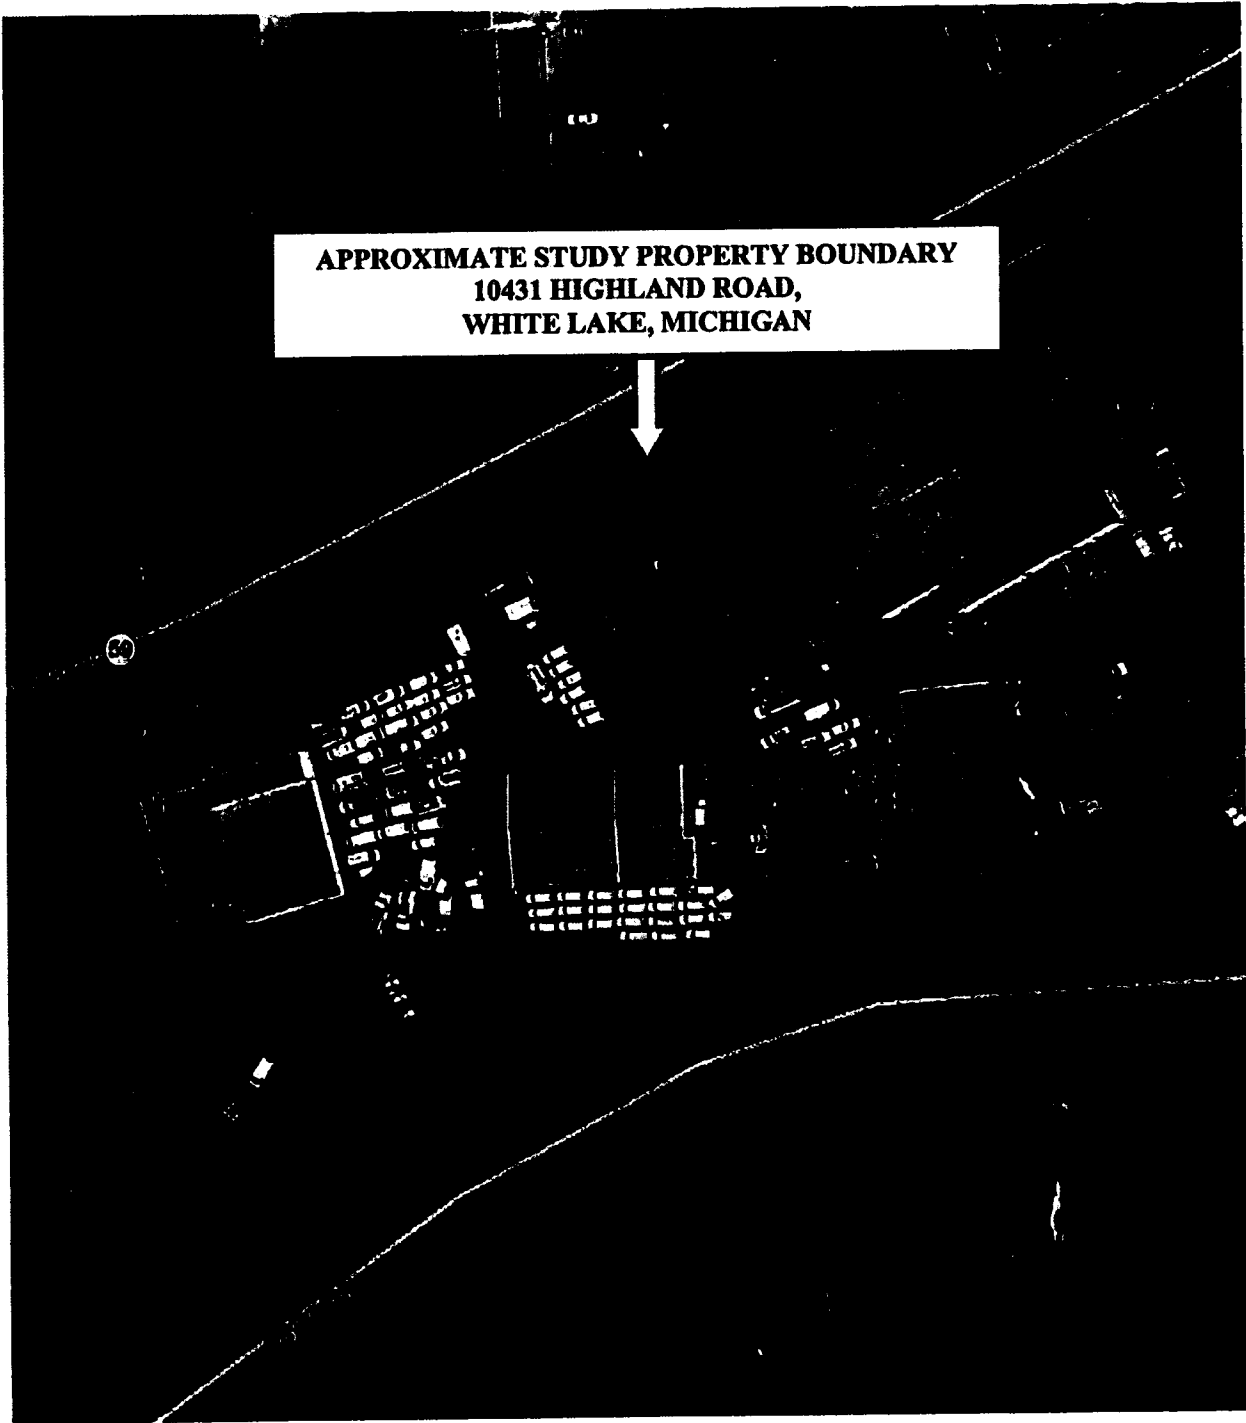 APPROXIMATE STUDY PROPERTY BOUNDARY
10431 HIGHLAND ROAD,
WHITE LAKE, MICHIGAN